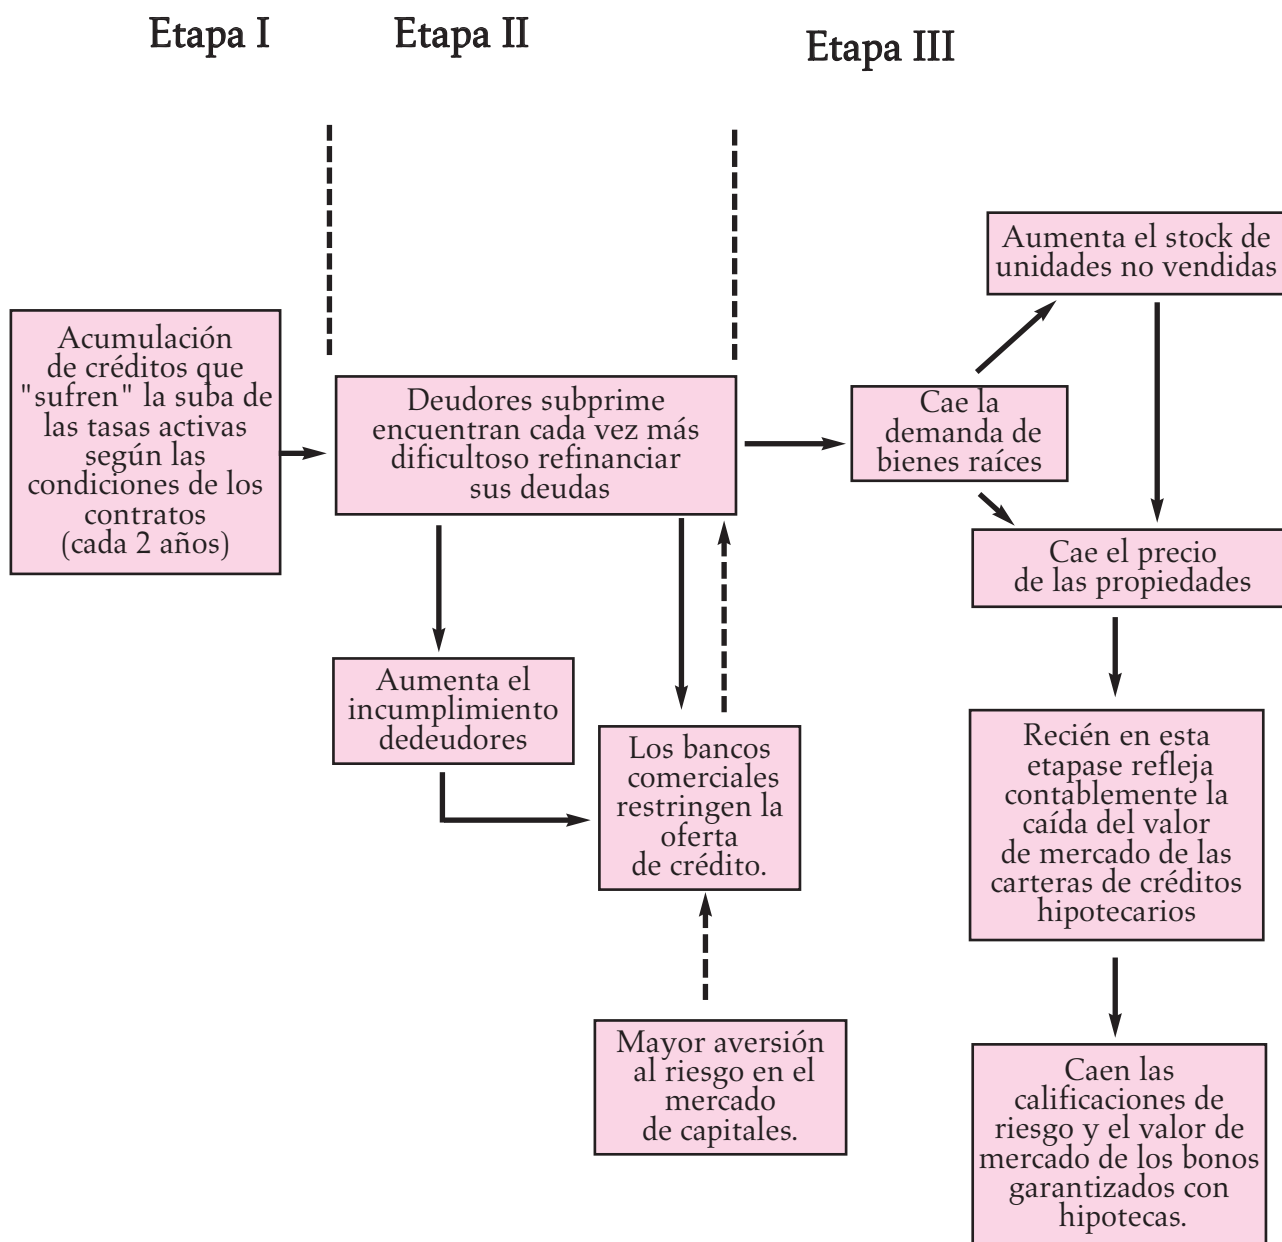 Etapa I
Etapa II
Etapa III
Acumulación
de créditos que
"sufren" la suba de
las tasas activas
según las
condiciones de los
contratos
(cada 2 años)
Deudores subprime
encuentran cada vez más
dificultoso refinanciar
sus deudas
Aumenta el
incumplimiento
dedeudores
Los bancos
comerciales
restringen la
oferta
de crédito.
Mayor aversión
al riesgo en el
mercado
de capitales.
Cae la
demanda de
bienes raíces
Aumenta el stock de
unidades no vendidas
Cae el precio
de las propiedades
Recién en esta
etapase refleja
contablemente la
caída del valor
de mercado de las
carteras de créditos
hipotecarios
Caen las
calificaciones de
riesgo y el valor de
mercado de los bonos
garantizados con
hipotecas.